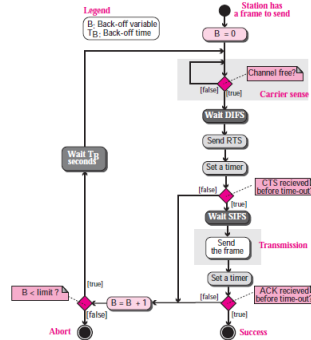 Legend
B: Back-off variable
TB: Back-off time
Station has
a frame to send
B = 0
Channel free?
[false]
[true]
Carrier sense
Wait DIFS
Send RTS
Set a timer
CTS recieved
before time-out?
[false]
[true]
Wait SIFS
Wait TB
seconds
Send
the frame
Transmission
Set a timer
ACK recieved
before time-out?
[false]
[true]
B = B + 1
B < limit ?
[true]
[false]
Abort
Success